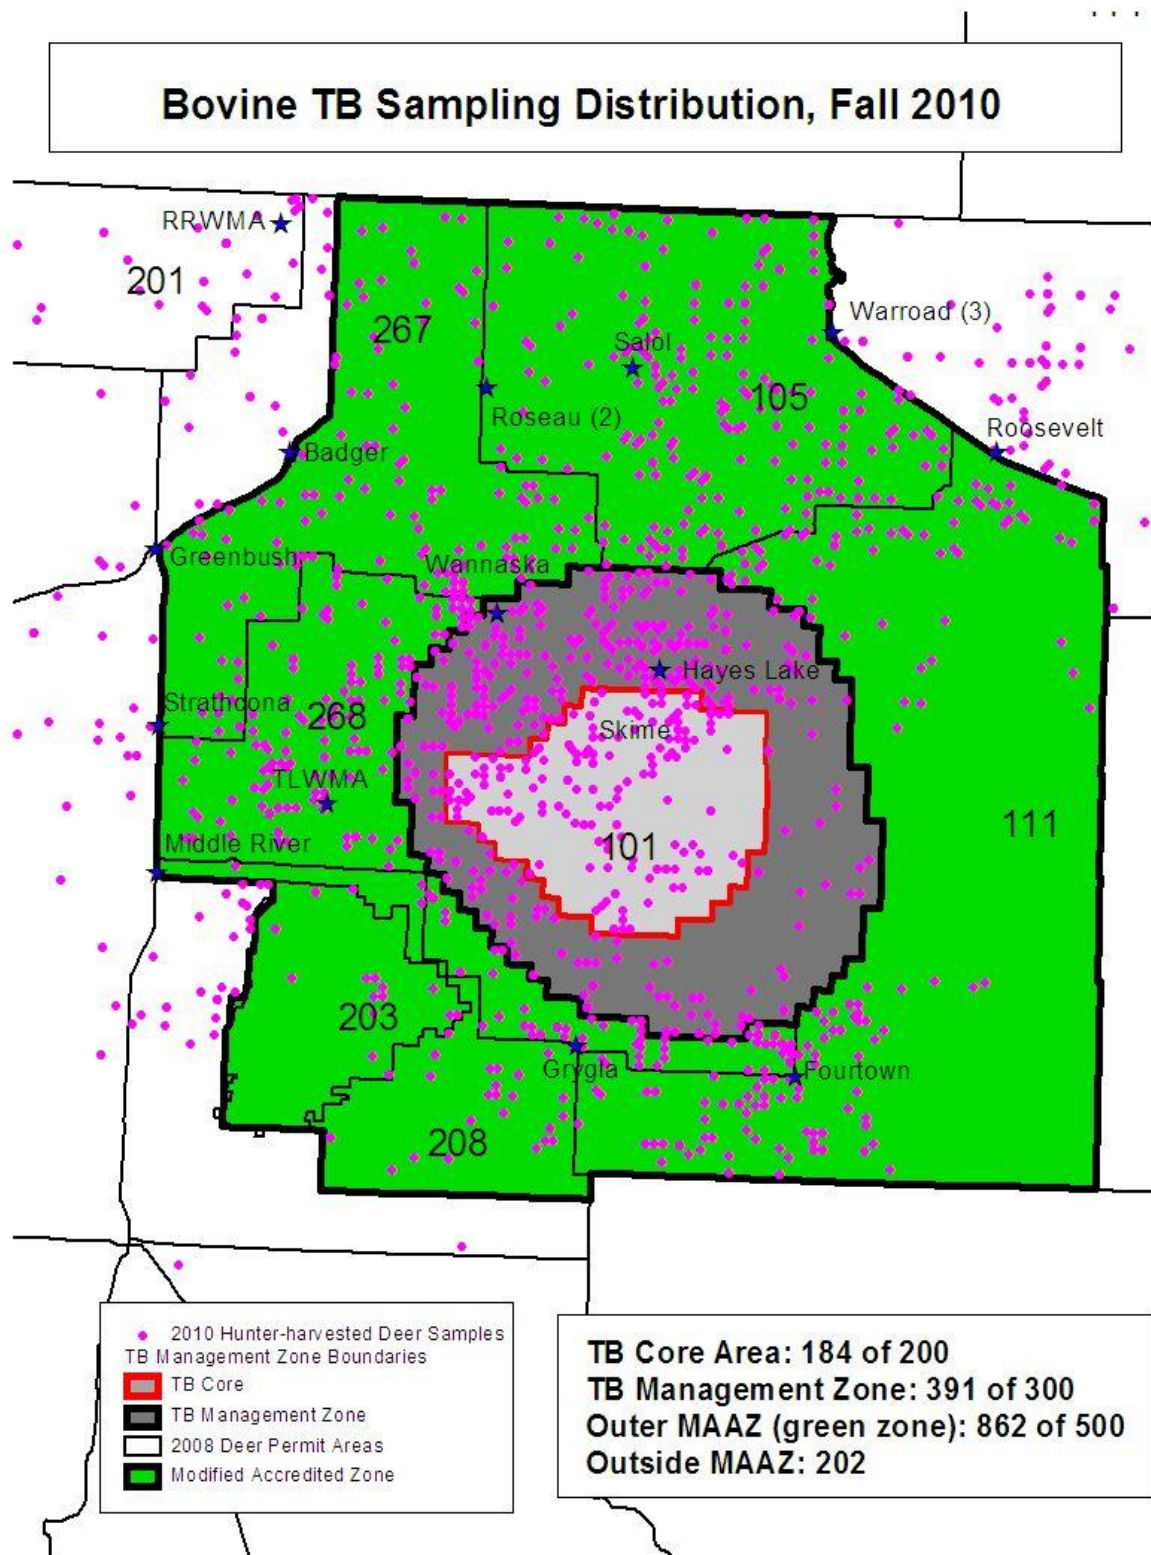 Bovine TB Sampling Distribution, Fall 2010
RRWMA
201
267
Warroad (3)
Salol
105
Roseau (2)
Roosevelt
Badger
Greenbush
Wannaska
Hayes Lake
Strathcona
268
Skime
TLWMA
111
Middle River
101
203
Grygla
Fourtown
208
2010 Hunter-harvested Deer Samples
TB Management Zone Boundaries
TB Core
TB Management Zone
2008 Deer Permit Areas
Modified Accredited Zone
TB Core Area: 184 of 200
TB Management Zone: 391 of 300
Outer MAAZ (green zone): 862 of 500
Outside MAAZ: 202